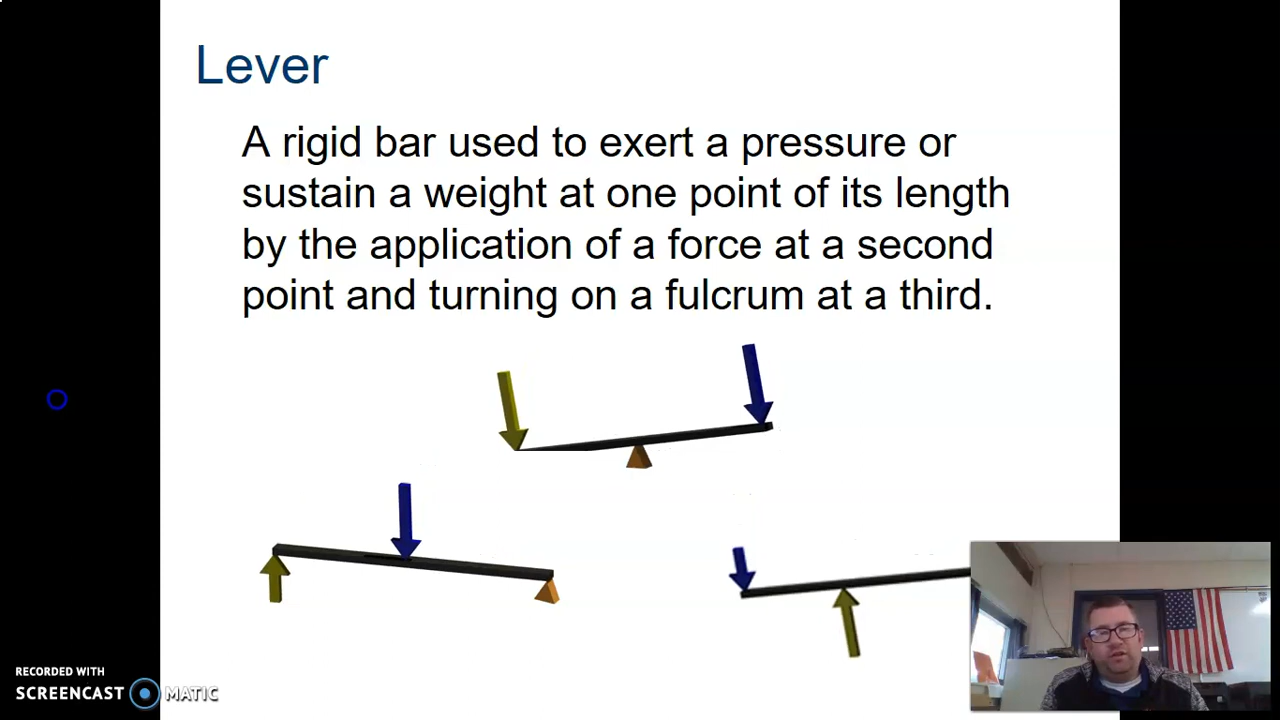 Lever
A rigid bar used to exert a pressure or
sustain a weight at one point of its length
by the application of a force at a second
point and turning on a fulcrum at a third.
RECORDED WITH
SCREENCAST MATIC